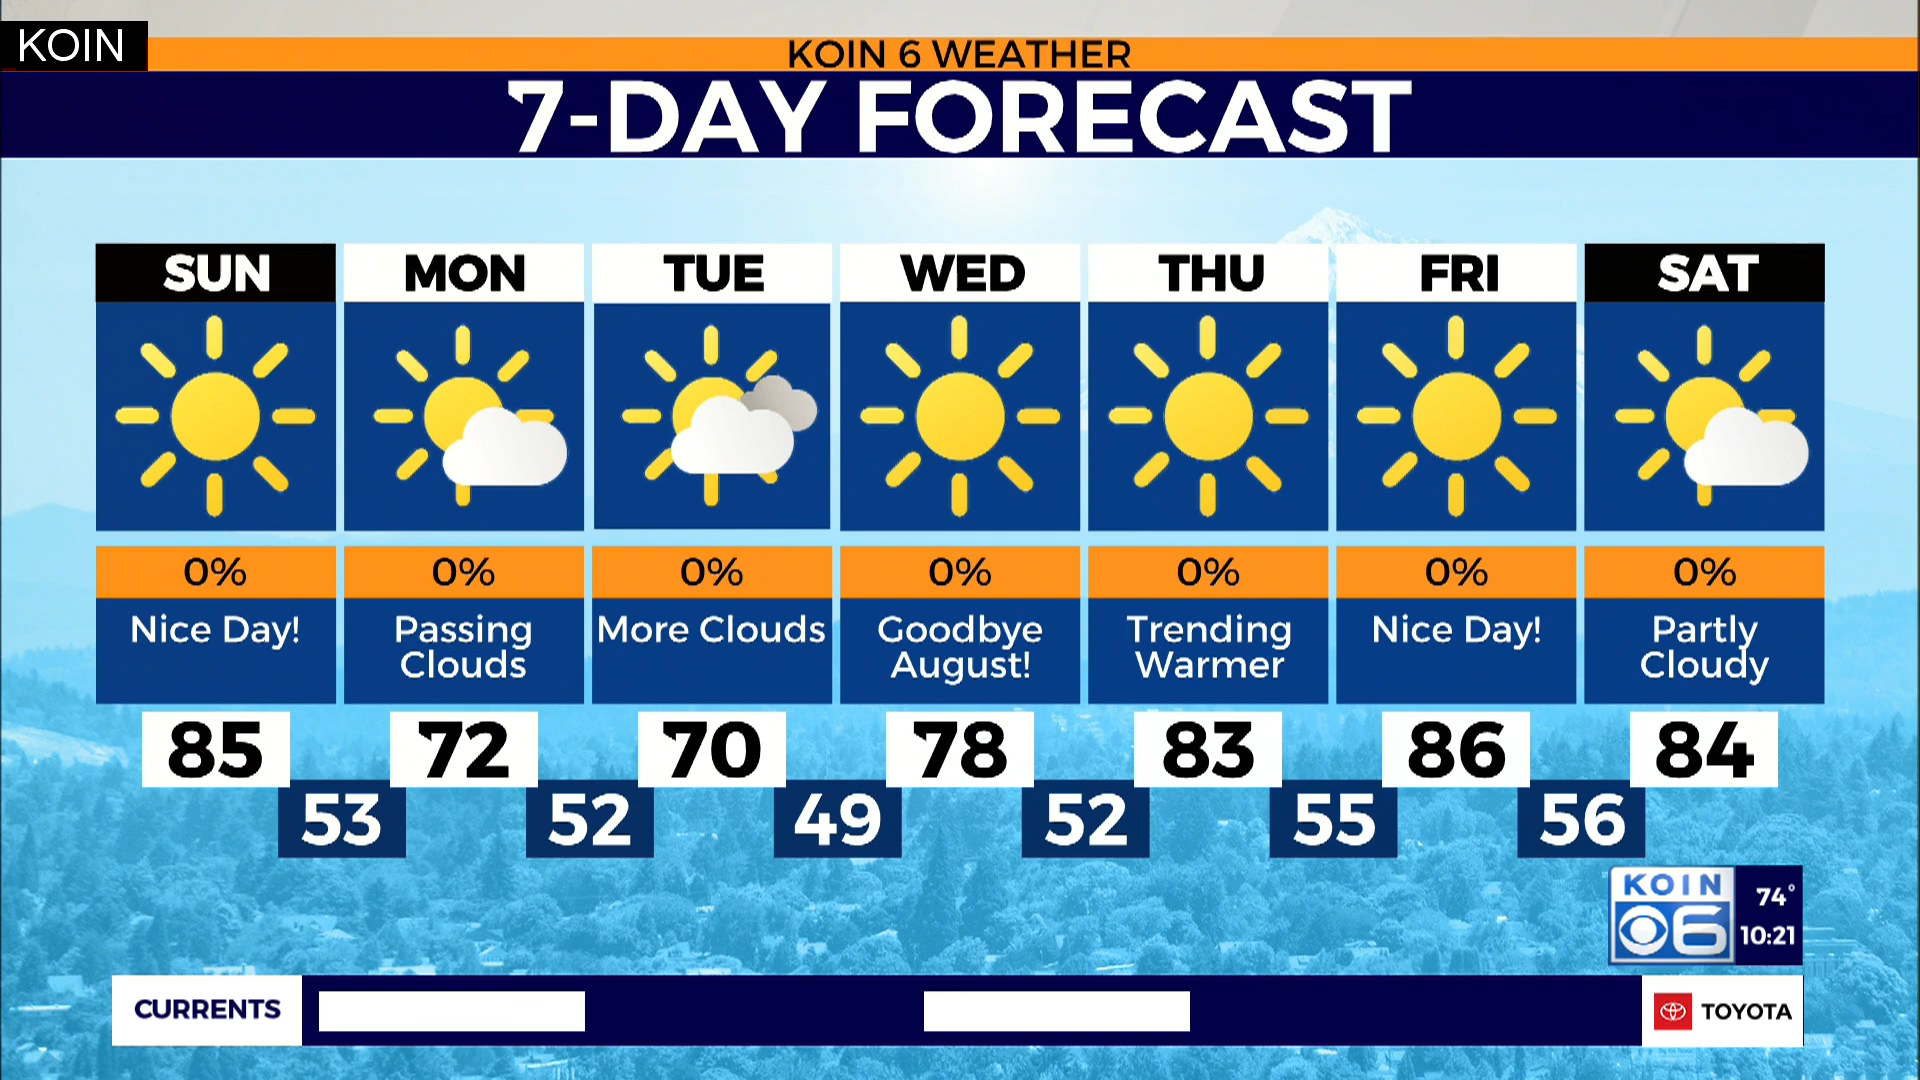 KOIN
KOIN 6 WEATHER
7-DAY FORECAST
SUN MON TUE WED THU FRI SAT
0% 0% 0% 0% 0% 0% 0%
Nice Day! Passing Clouds More Clouds Goodbye August! Trending Warmer Nice Day! Partly Cloudy
85 72 70 78 83 86 84
53 52 49 52 55 56
KOIN 6
74°
10:21
CURRENTS
TOYOTA